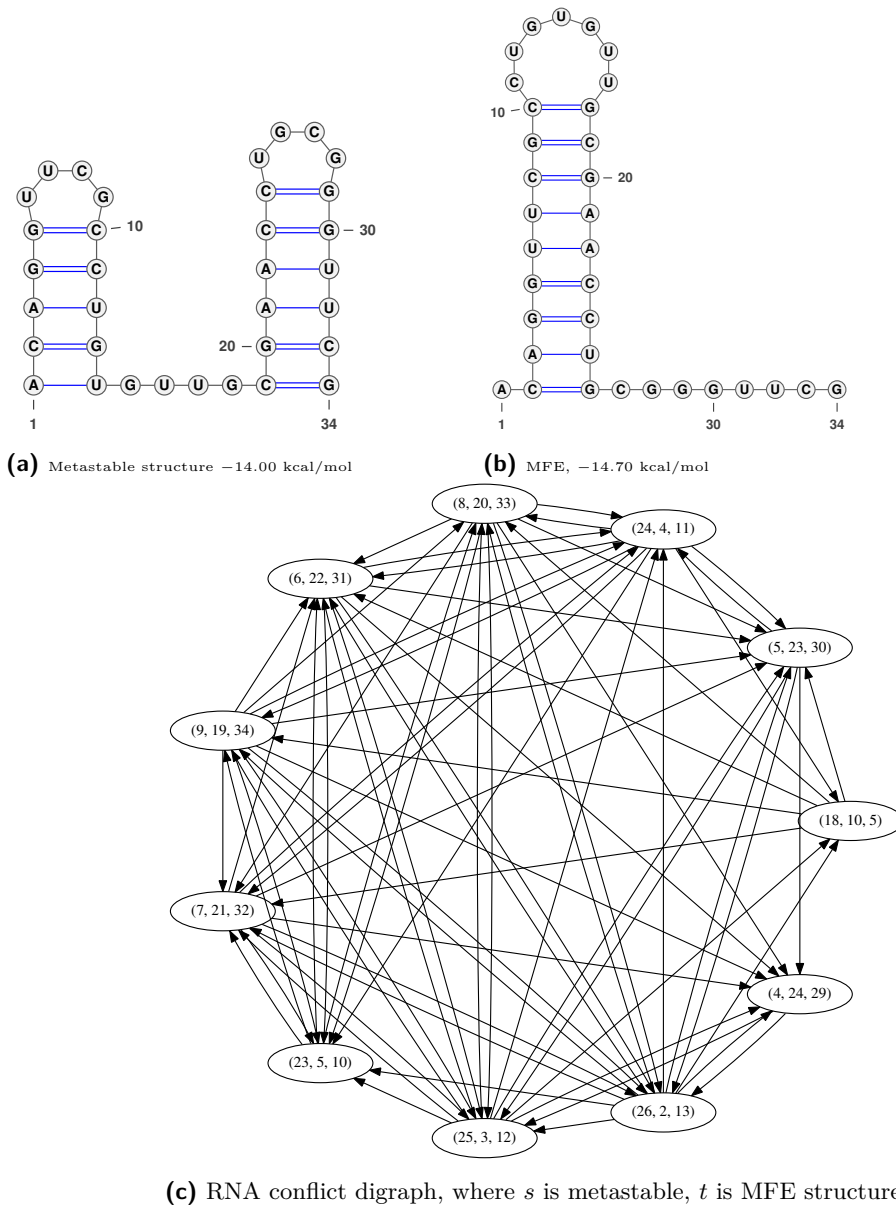 G C
U G
U C C G
U G
G C 10 C G 30
G C A U
A U A U
C G 20 G C
A U G U U G C G
1 34
(a) Metastable structure −14.00 kcal/mol
G U G
U U
C U
10 C G
G C
C G 20
U A
U A
G C
G C
A U
A C G C G G G U U C G
1 30 34
(b) MFE, −14.70 kcal/mol
(8, 20, 33)
(24, 4, 11)
(6, 22, 31)
(5, 23, 30)
(9, 19, 34)
(18, 10, 5)
(7, 21, 32)
(4, 24, 29)
(23, 5, 10)
(26, 2, 13)
(25, 3, 12)
(c) RNA conflict digraph, where s is metastable, t is MFE structure